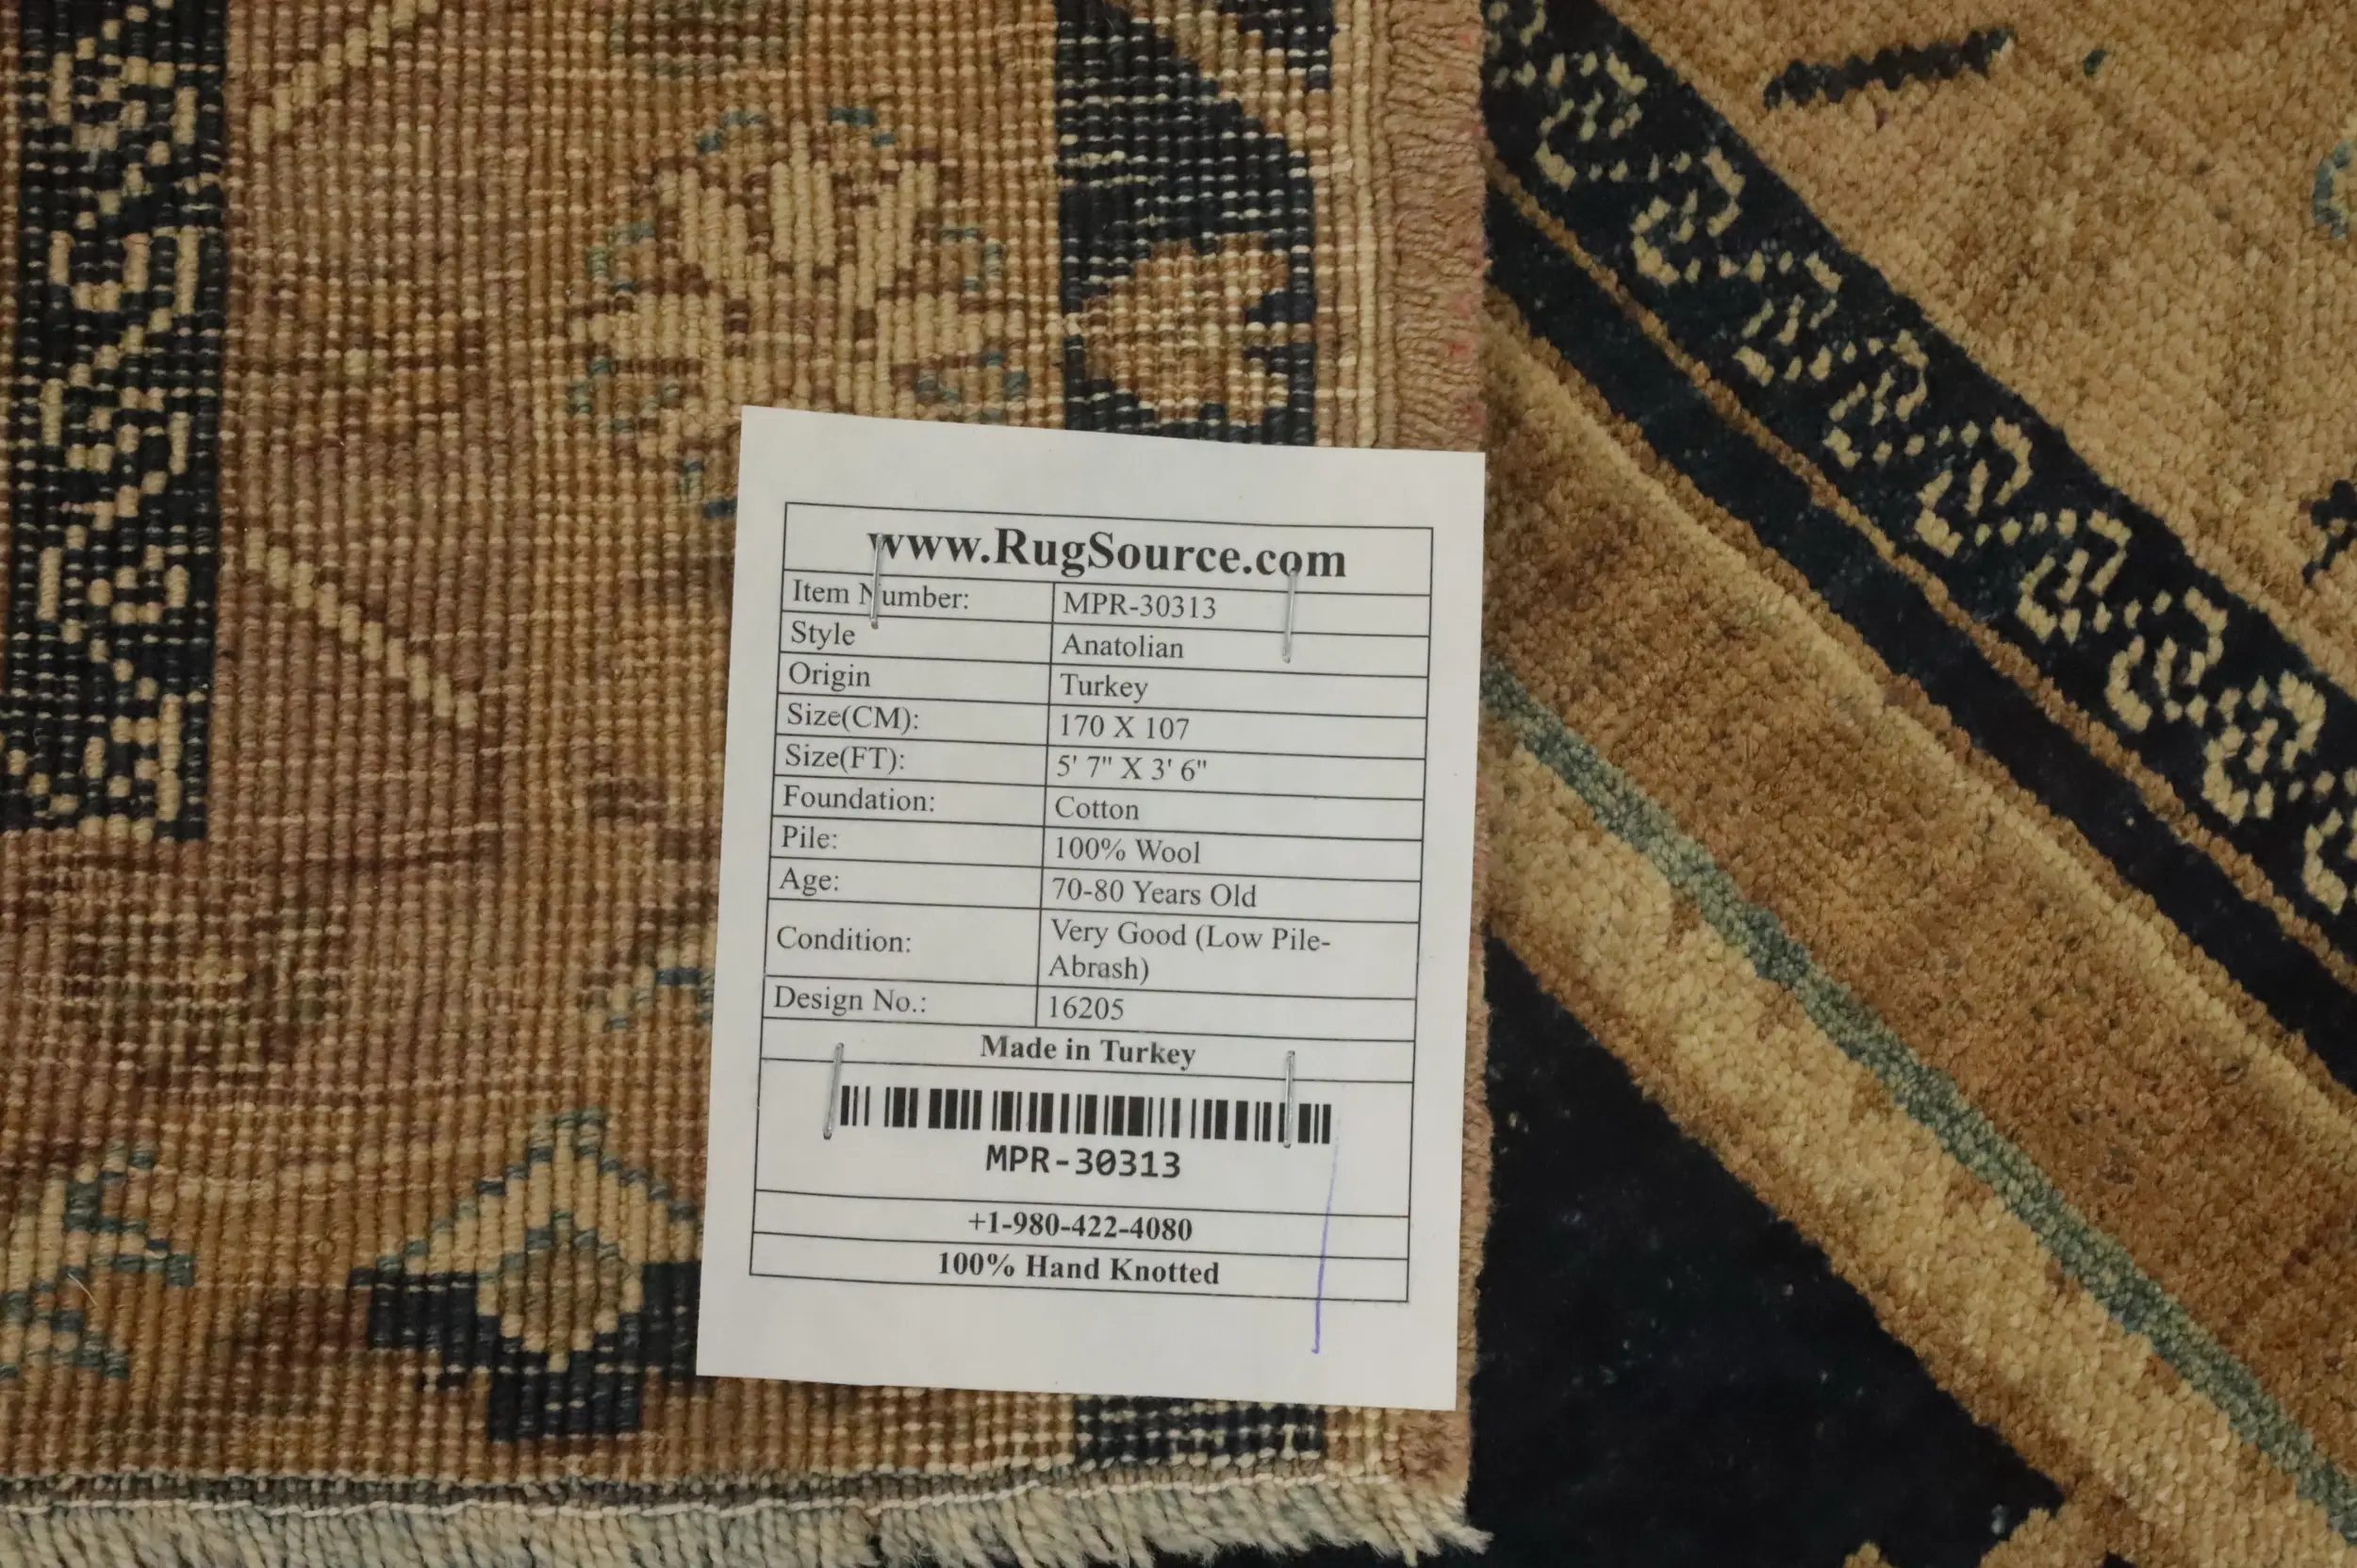 www.RugSource.com
Item Number: MPR-30313
Style Anatolian
Origin Turkey
Size(CM): 170 X 107
Size(FT): 5' 7" X 3' 6"
Foundation: Cotton
Pile: 100% Wool
Age: 70-80 Years Old
Condition: Very Good (Low Pile-
Abrash)
Design No.: 16205
Made in Turkey
MPR-30313
+1-980-422-4080
100% Hand Knotted